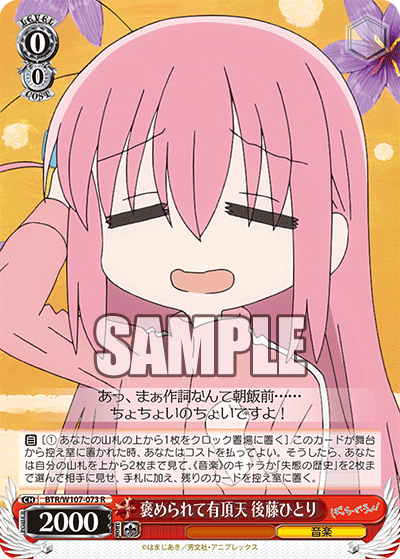 LEVEL
0
0
COST
SAMPLE
あっ、まぁ作詞なんて朝飯前……
ちょちょいのちょいですよ！
自【① あなたの山札の上から1枚をクロック置場に置く】 このカードが舞台
から控え室に置かれた時、あなたはコストを払ってよい。そうしたら、あなた
は自分の山札を上から2枚まで見て、《音楽》のキャラか「失態の歴史」を2枚ま
で選んで相手に見せ、手札に加え、残りのカードを控え室に置く。
CH BTR/W107-073 R
2000
褒められて有頂天 後藤ひとり
ぼっち・ざ・ろっく！
音楽
©はまじあき／芳文社・アニプレックス